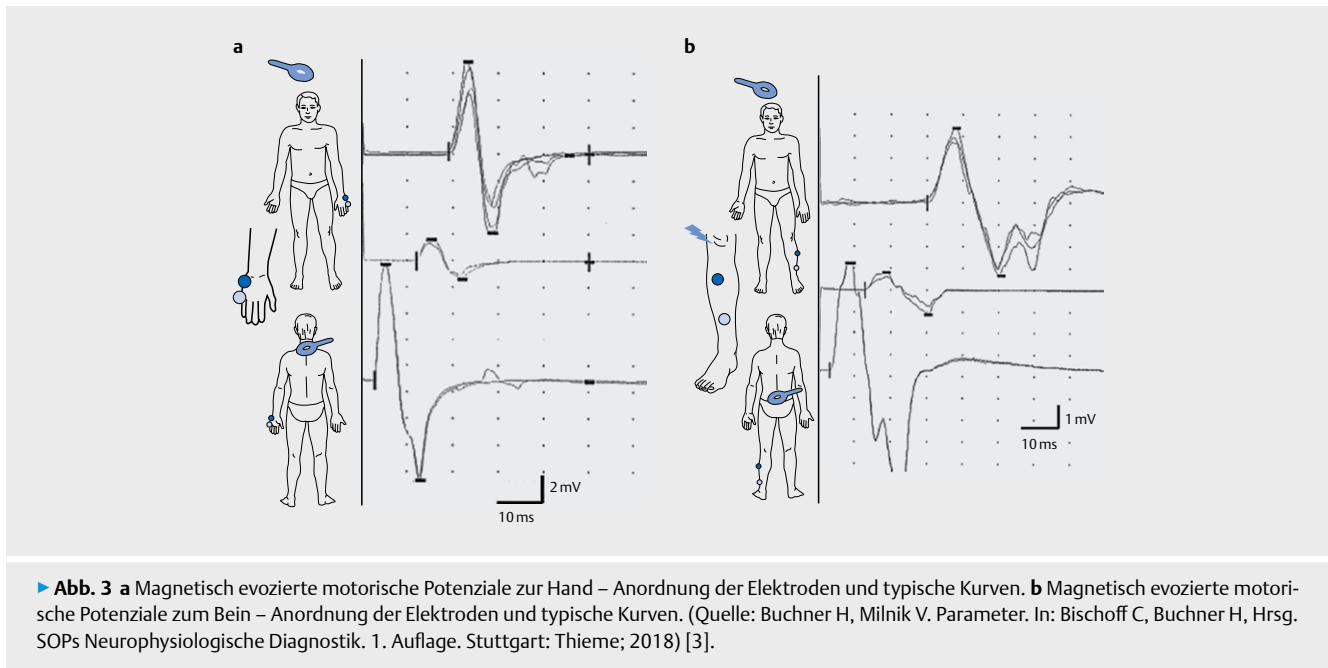 a
2 mV
10 ms
b
1 mV
10 ms
► Abb. 3 a Magnetisch evozierte motorische Potenziale zur Hand – Anordnung der Elektroden und typische Kurven. b Magnetisch evozierte motori-
sche Potenziale zum Bein – Anordnung der Elektroden und typische Kurven. (Quelle: Buchner H, Milnik V. Parameter. In: Bischoff C, Buchner H, Hrsg.
SOPs Neurophysiologische Diagnostik. 1. Auflage. Stuttgart: Thieme; 2018) [3].